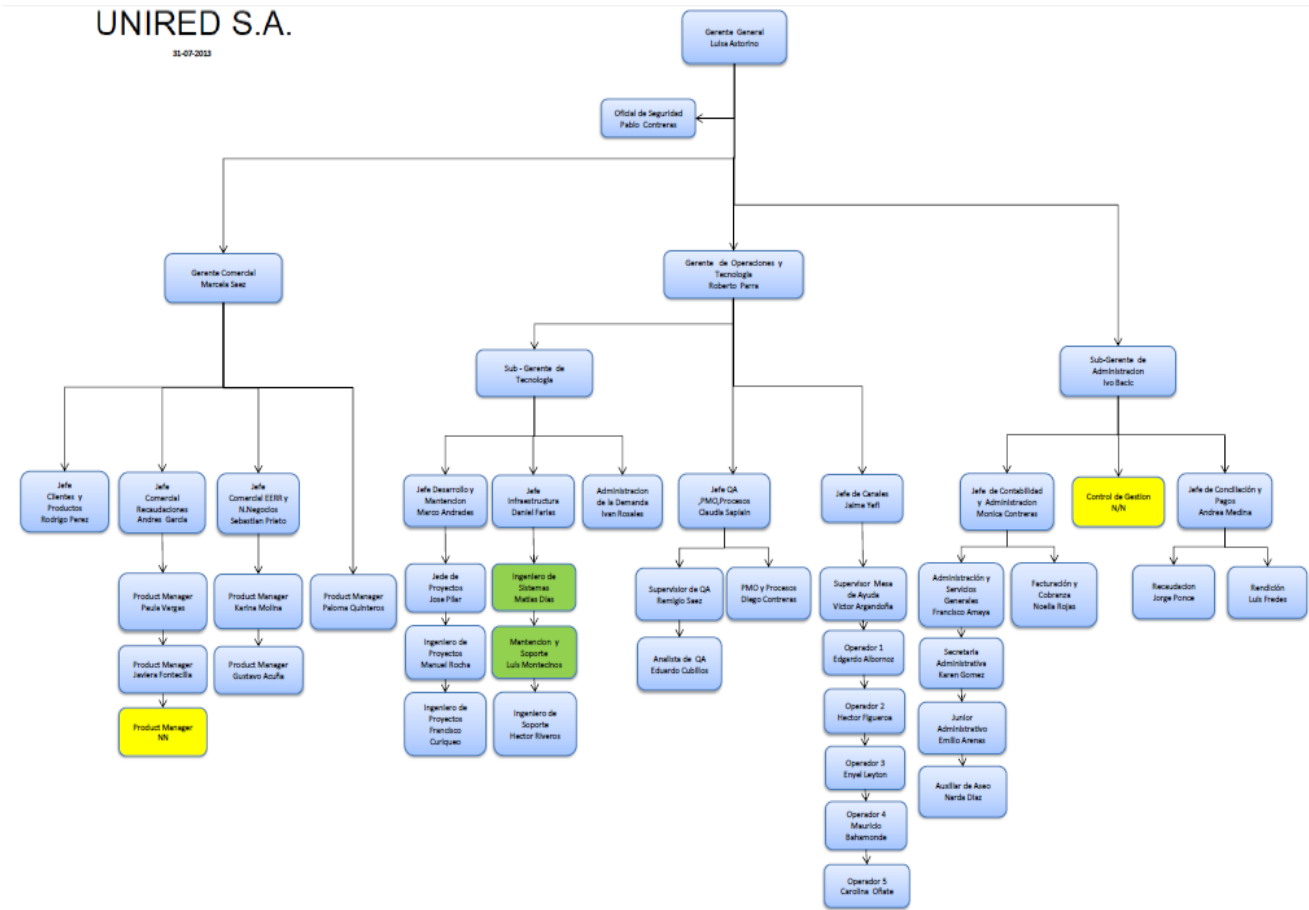 UNIRED S.A.
31-07-2013
Gerente General
Luisa Astorino
Oficial de Seguridad
Pablo Contreras
Gerente Comercial
Marcela Saez
Gerente de Operaciones y
Tecnologia
Roberto Parra
Sub - Gerente de
Tecnologia
Sub-Gerente de
Administracion
Ivo Bacic
Jefe
Clientes y
Productos
Rodrigo Perez
Jefe
Comercial
Recaudaciones
Andres Garcia
Jefe
Comercial EERR y
N.Negocios
Sebastian Prieto
Jefe Desarrollo y
Mantencion
Marco Andrades
Jefe
Infraestructura
Daniel Farias
Administracion
de la Demanda
Ivan Rosales
Jefe QA
,PMO,Procesos
Claudia Sapiain
Jefe de Canales
Jaime Yefi
Jefe de Contabilidad
y Administracion
Monica Contreras
Control de Gestion
N/N
Jefe de Conciliación y
Pagos
Andrea Medina
Product Manager
Paula Vargas
Product Manager
Karina Molina
Product Manager
Paloma Quinteros
Jede de
Proyectos
Jose Pilar
Ingeniero de
Sistemas
Matias Dias
Supervisor de QA
Remigio Saez
PMO y Procesos
Diego Contreras
Supervisor Mesa
de Ayuda
Victor Argandoña
Administración y
Servicios
Generales
Francisco Amaya
Facturación y
Cobranza
Noelia Rojas
Recaudacion
Jorge Ponce
Rendición
Luis Fredes
Product Manager
Javiera Fontecilla
Product Manager
Gustavo Acuña
Ingeniero de
Proyectos
Manuel Rocha
Mantencion y
Soporte
Luis Montecinos
Analista de QA
Eduardo Cubillos
Operador 1
Edgardo Albornoz
Secretaria
Administrativa
Karen Gomez
Product Manager
NN
Ingeniero de
Proyectos
Francisco
Curiqueo
Ingeniero de
Soporte
Hector Riveros
Operador 2
Hector Figueroa
Junior
Administrativo
Emilio Arenas
Operador 3
Enyel Leyton
Auxiliar de Aseo
Narda Diaz
Operador 4
Mauricio
Bahamonde
Operador 5
Carolina Oñate